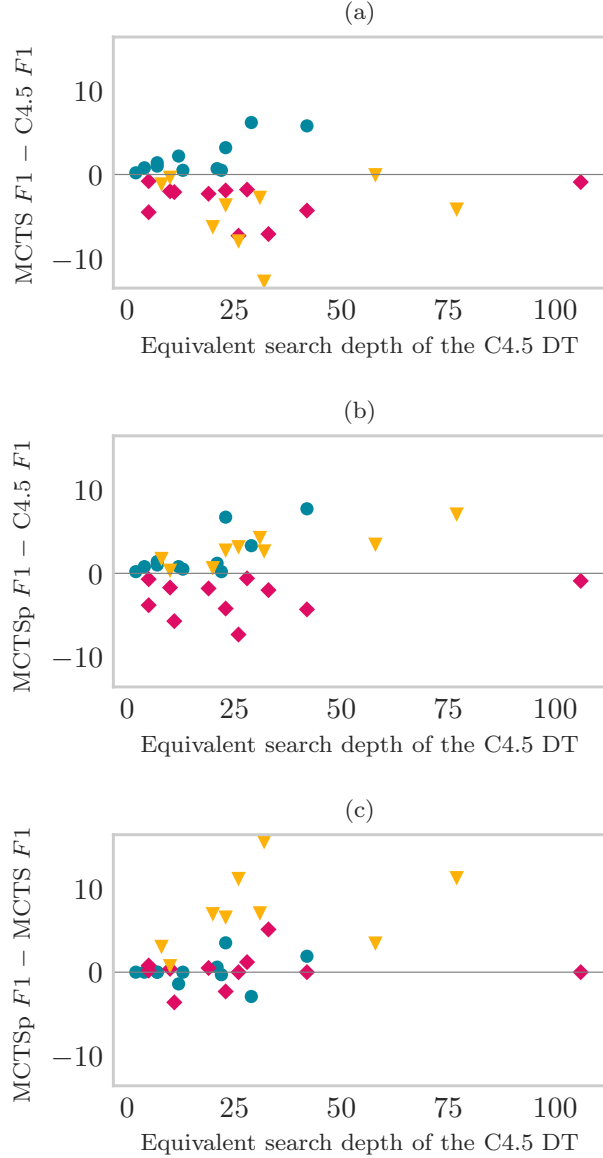 (a)
MCTS F1 − C4.5 F1
10
0
−10
0 25 50 75 100
Equivalent search depth of the C4.5 DT
(b)
MCTSp F1 − C4.5 F1
10
0
−10
0 25 50 75 100
Equivalent search depth of the C4.5 DT
(c)
MCTSp F1 − MCTS F1
10
0
−10
0 25 50 75 100
Equivalent search depth of the C4.5 DT